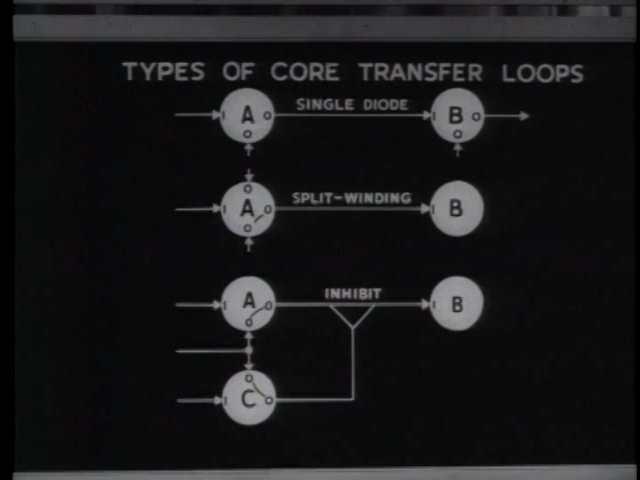 TYPES OF CORE TRANSFER LOOPS
I A O SINGLE DIODE I B O
O O
O
I A O SPLIT-WINDING I B
O
I A O INHIBIT I B
O
O
I C O